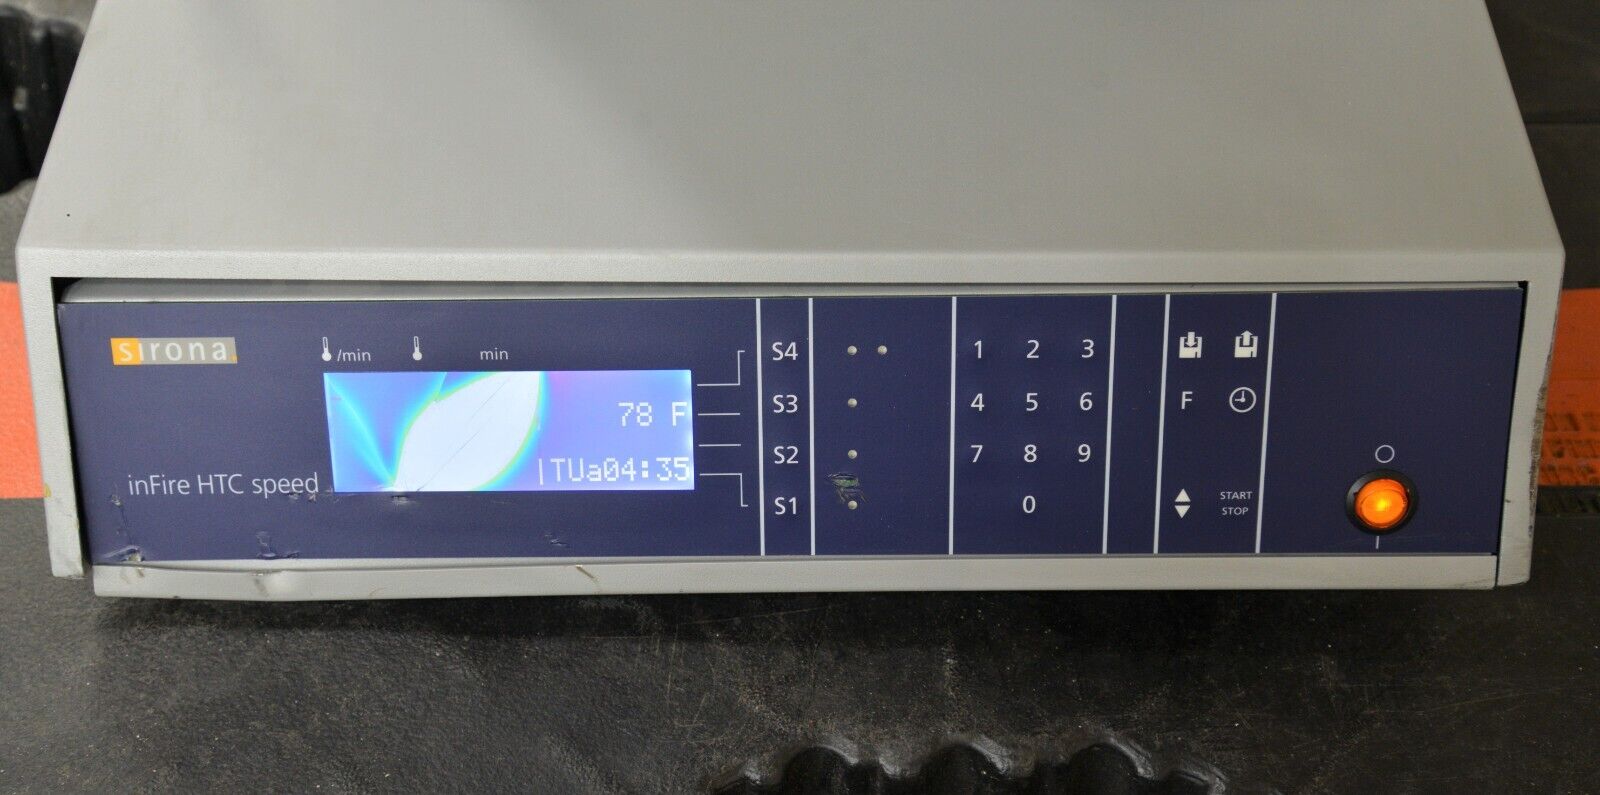 sirona.
/min min
78 F
|TUa04:35
inFire HTC speed
S4
S3
S2
S1
1 2 3
4 5 6
7 8 9
0
F
START
STOP